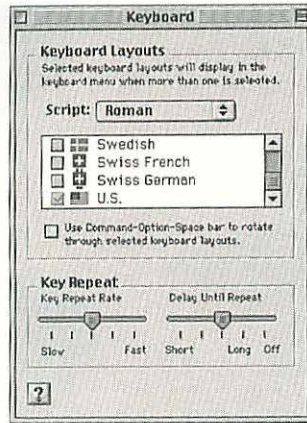 Keyboard
Keyboard Layouts
Selected keyboard layouts will display in the
keyboard menu when more than one is selected.
Script: Roman
Swedish
Swiss French
Swiss German
U.S.
Use Command-Option-Space bar to rotate
through selected keyboard layouts.
Key Repeat
Key Repeat Rate Delay Until Repeat
Slow Fast Short Long Off
?